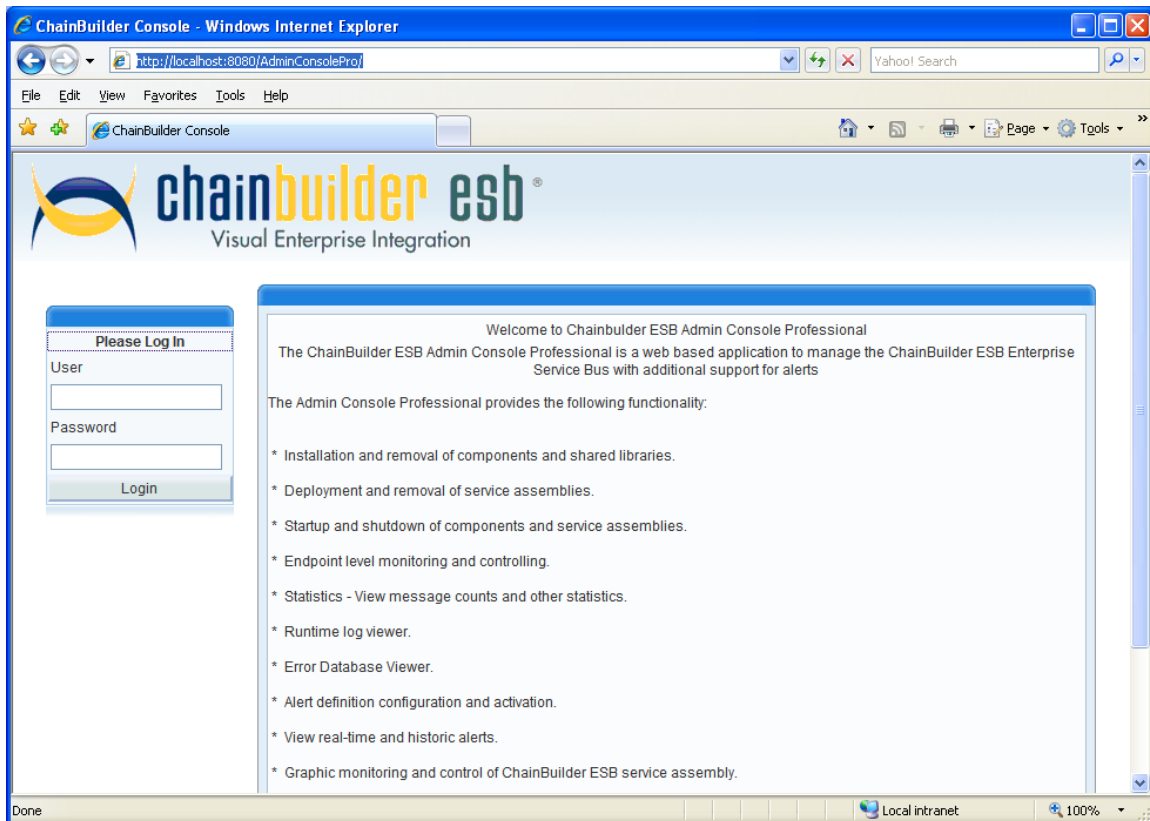 ChainBuilder Console - Windows Internet Explorer
http://localhost:8080/AdminConsolePro/
Yahoo! Search
File Edit View Favorites Tools Help
ChainBuilder Console
Page Tools »
chainbuilder esb ®
Visual Enterprise Integration
Please Log In
User
Password
Login
Welcome to Chainbulder ESB Admin Console Professional
The ChainBuilder ESB Admin Console Professional is a web based application to manage the ChainBuilder ESB Enterprise
Service Bus with additional support for alerts
The Admin Console Professional provides the following functionality:
* Installation and removal of components and shared libraries.
* Deployment and removal of service assemblies.
* Startup and shutdown of components and service assemblies.
* Endpoint level monitoring and controlling.
* Statistics - View message counts and other statistics.
* Runtime log viewer.
* Error Database Viewer.
* Alert definition configuration and activation.
* View real-time and historic alerts.
* Graphic monitoring and control of ChainBuilder ESB service assembly.
Done
Local intranet
100%